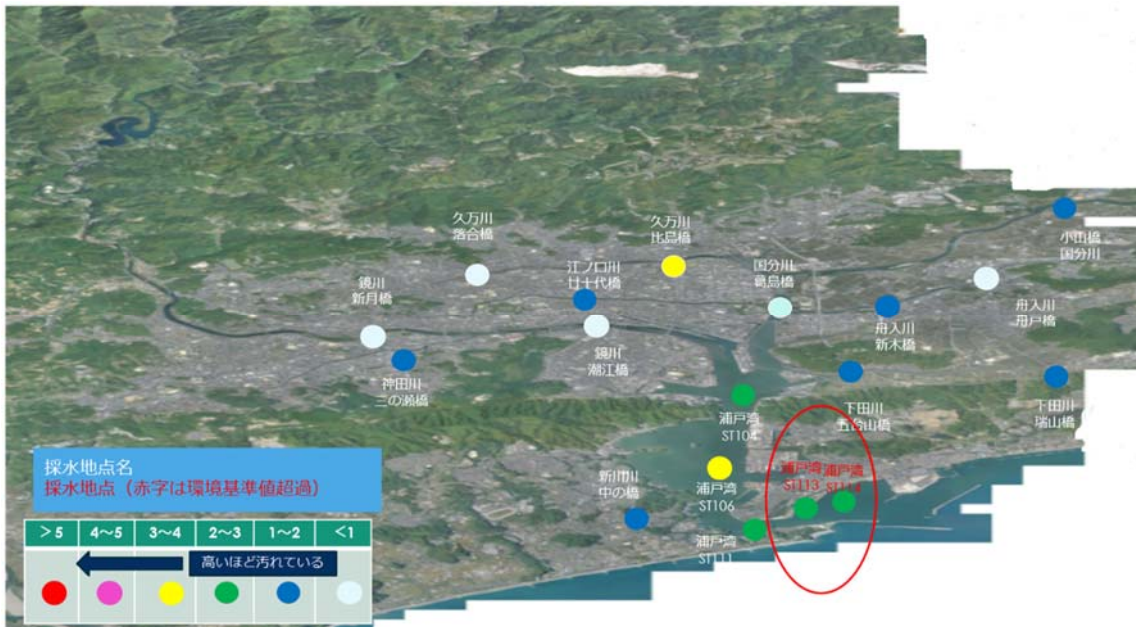 久万川
落合橋
久万川
比島橋
小山橋
国分川
江ノ口川
廿十代橋
国分川
葛島橋
鏡川
新月橋
舟入川
舟戸橋
舟入川
新木橋
鏡川
潮江橋
神田川
三の瀬橋
下田川
五台山橋
下田川
瑞山橋
浦戸湾
ST104
浦戸湾
ST113
浦戸湾
ST114
新川川
中の橋
浦戸湾
ST106
浦戸湾
ST111
採水地点名
採水地点（赤字は環境基準値超過）
>5 4～5 3～4 2～3 1～2 <1
高いほど汚れている